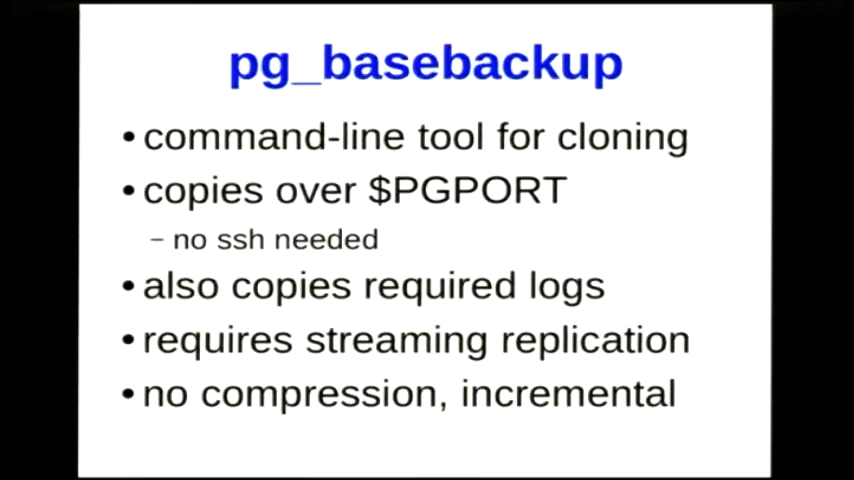 pg_basebackup
• command-line tool for cloning
• copies over $PGPORT
– no ssh needed
• also copies required logs
• requires streaming replication
• no compression, incremental